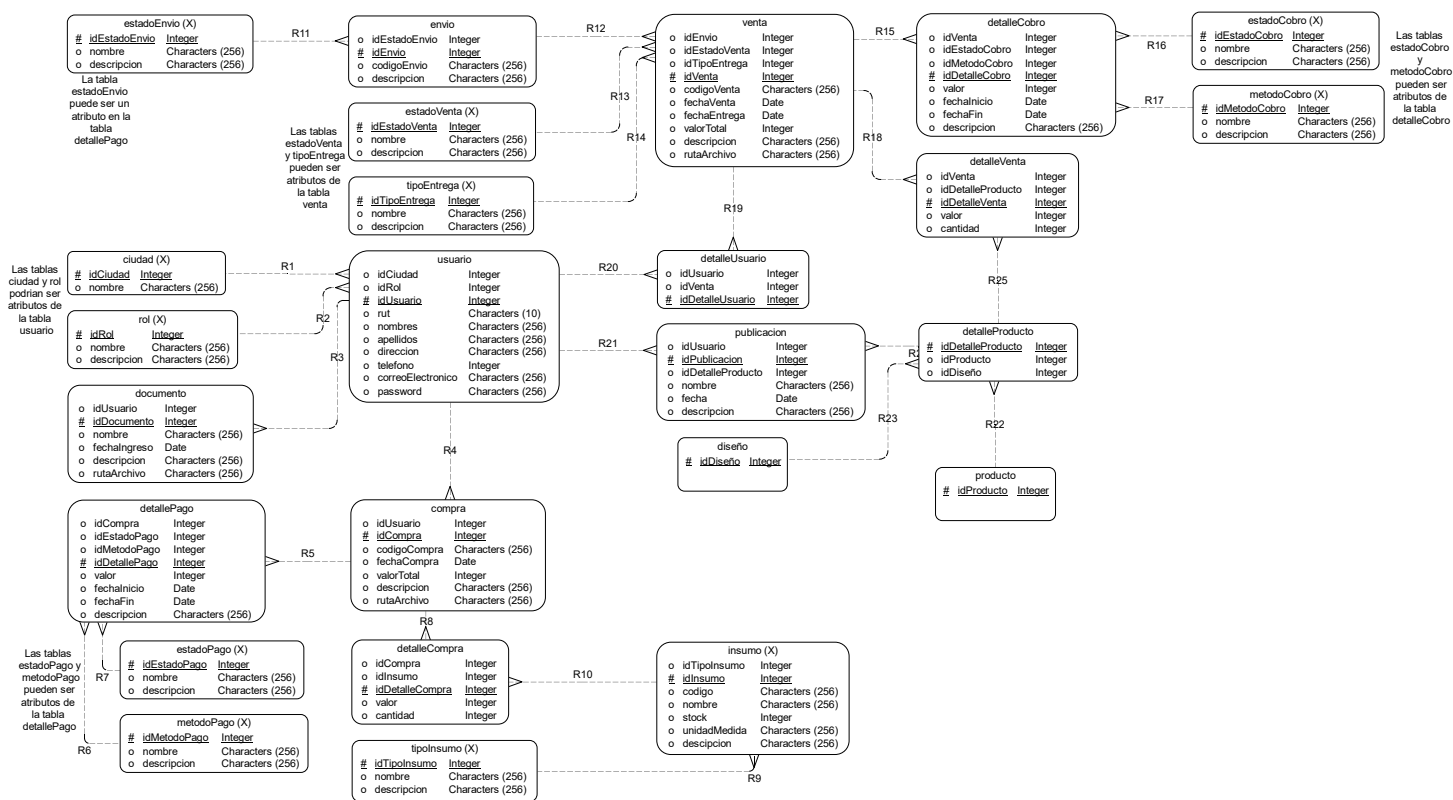 estadoEnvio (X)
# idEstadoEnvio Integer
o nombre Characters (256)
o descripcion Characters (256)
La tabla
estadoEnvio
puede ser un
atributo en la
tabla
detallePago
R11
envio
o idEstadoEnvio Integer
# idEnvio Integer
o codigoEnvio Characters (256)
o descripcion Characters (256)
R12
estadoVenta (X)
# idEstadoVenta Integer
o nombre Characters (256)
o descripcion Characters (256)
R13
Las tablas
estadoVenta
y tipoEntrega
pueden ser
atributos de
la tabla
venta
tipoEntrega (X)
# idTipoEntrega Integer
o nombre Characters (256)
o descripcion Characters (256)
R14
venta
o idEnvio Integer
o idEstadoVenta Integer
o idTipoEntrega Integer
# idVenta Integer
o codigoVenta Characters (256)
o fechaVenta Date
o fechaEntrega Date
o valorTotal Integer
o descripcion Characters (256)
o rutaArchivo Characters (256)
R15
detalleCobro
o idVenta Integer
o idEstadoCobro Integer
o idMetodoCobro Integer
# idDetalleCobro Integer
o valor Integer
o fechaInicio Date
o fechaFin Date
o descripcion Characters (256)
R16
estadoCobro (X)
# idEstadoCobro Integer
o nombre Characters (256)
o descripcion Characters (256)
R17
metodoCobro (X)
# idMetodoCobro Integer
o nombre Characters (256)
o descripcion Characters (256)
Las tablas
estadoCobro
y
metodoCobro
pueden ser
atributos de
la tabla
detalleCobro
R18
detalleVenta
o idVenta Integer
o idDetalleProducto Integer
# idDetalleVenta Integer
o valor Integer
o cantidad Integer
R19
Las tablas
ciudad y rol
podrian ser
atributos de
la tabla
usuario
ciudad (X)
# idCiudad Integer
o nombre Characters (256)
R1
rol (X)
# idRol Integer
o nombre Characters (256)
o descripcion Characters (256)
R2
R3
documento
o idUsuario Integer
# idDocumento Integer
o nombre Characters (256)
o fechaIngreso Date
o descripcion Characters (256)
o rutaArchivo Characters (256)
usuario
o idCiudad Integer
o idRol Integer
# idUsuario Integer
o rut Characters (10)
o nombres Characters (256)
o apellidos Characters (256)
o direccion Characters (256)
o telefono Integer
o correoElectronico Characters (256)
o password Characters (256)
R20
detalleUsuario
o idUsuario Integer
o idVenta Integer
# idDetalleUsuario Integer
R21
publicacion
o idUsuario Integer
# idPublicacion Integer
o idDetalleProducto Integer
o nombre Characters (256)
o fecha Date
o descripcion Characters (256)
R25
detalleProducto
# idDetalleProducto Integer
o idProducto Integer
o idDiseño Integer
R23
R22
diseño
# idDiseño Integer
producto
# idProducto Integer
R4
detallePago
o idCompra Integer
o idEstadoPago Integer
o idMetodoPago Integer
# idDetallePago Integer
o valor Integer
o fechaInicio Date
o fechaFin Date
o descripcion Characters (256)
R5
compra
o idUsuario Integer
# idCompra Integer
o codigoCompra Characters (256)
o fechaCompra Date
o valorTotal Integer
o descripcion Characters (256)
o rutaArchivo Characters (256)
R8
Las tablas
estadoPago y
metodoPago
pueden ser
atributos de
la tabla
detallePago
R7
estadoPago (X)
# idEstadoPago Integer
o nombre Characters (256)
o descripcion Characters (256)
R6
metodoPago (X)
# idMetodoPago Integer
o nombre Characters (256)
o descripcion Characters (256)
detalleCompra
o idCompra Integer
o idInsumo Integer
# idDetalleCompra Integer
o valor Integer
o cantidad Integer
R10
insumo (X)
o idTipoInsumo Integer
# idInsumo Integer
o codigo Characters (256)
o nombre Characters (256)
o stock Integer
o unidadMedida Characters (256)
o descipcion Characters (256)
R9
tipoInsumo (X)
# idTipoInsumo Integer
o nombre Characters (256)
o descripcion Characters (256)